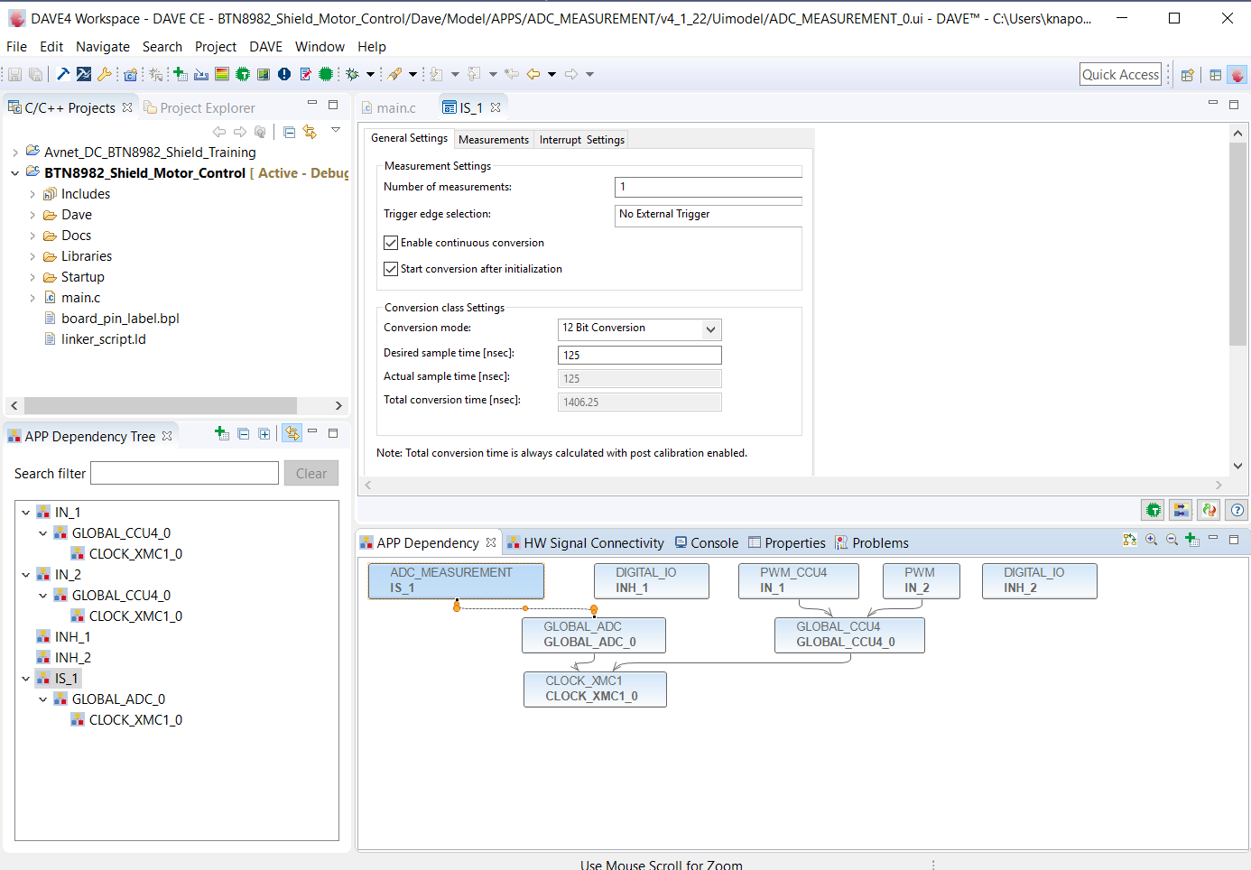 DAVE4 Workspace - DAVE CE - BTN8982_Shield_Motor_Control/Dave/Model/APPS/ADC_MEASUREMENT/v4_1_22/Uimodel/ADC_MEASUREMENT_0.ui - DAVE™ - C:\Users\knapo...
File Edit Navigate Search Project DAVE Window Help
Quick Access
C/C++ Projects Project Explorer
Avnet_DC_BTN8982_Shield_Training
BTN8982_Shield_Motor_Control [ Active - Debug
Includes
Dave
Docs
Libraries
Startup
main.c
board_pin_label.bpl
linker_script.ld
APP Dependency Tree
Search filter Clear
IN_1
GLOBAL_CCU4_0
CLOCK_XMC1_0
IN_2
GLOBAL_CCU4_0
CLOCK_XMC1_0
INH_1
INH_2
IS_1
GLOBAL_ADC_0
CLOCK_XMC1_0
main.c IS_1
General Settings Measurements Interrupt Settings
Measurement Settings
Number of measurements: 1
Trigger edge selection: No External Trigger
Enable continuous conversion
Start conversion after initialization
Conversion class Settings
Conversion mode: 12 Bit Conversion
Desired sample time [nsec]: 125
Actual sample time [nsec]: 125
Total conversion time [nsec]: 1406.25
Note: Total conversion time is always calculated with post calibration enabled.
APP Dependency HW Signal Connectivity Console Properties Problems
ADC_MEASUREMENT DIGITAL_IO PWM_CCU4 PWM DIGITAL_IO
IS_1 INH_1 IN_1 IN_2 INH_2
GLOBAL_ADC GLOBAL_CCU4
GLOBAL_ADC_0 GLOBAL_CCU4_0
CLOCK_XMC1
CLOCK_XMC1_0
Use Mouse Scroll for Zoom